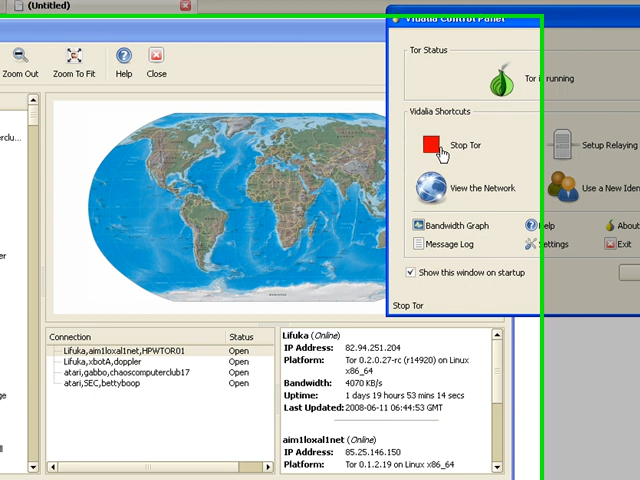 (Untitled)
Vidalia Control Panel
Zoom Out
Zoom To Fit
Help
Close
Tor Status
Tor is running
Vidalia Shortcuts
Stop Tor
Setup Relaying
View the Network
Use a New Iden
Bandwidth Graph
Help
About
Message Log
Settings
Exit
Show this window on startup
Stop Tor
Connection Status
Lifuka,aim1loxal1net,HPWTOR01 Open
Lifuka,xbotA,doppler Open
atari,gabbo,chaoscomputerclub17 Open
atari,SEC,bettyboop Open
Lifuka (Online)
IP Address: 82.94.251.204
Platform: Tor 0.2.0.27-rc (r14920) on Linux
x86_64
Bandwidth: 4070 KB/s
Uptime: 1 days 19 hours 53 mins 14 secs
Last Updated: 2008-06-11 06:44:53 GMT
aim1loxal1net (Online)
IP Address: 85.25.146.150
Platform: Tor 0.1.2.19 on Linux x86_64